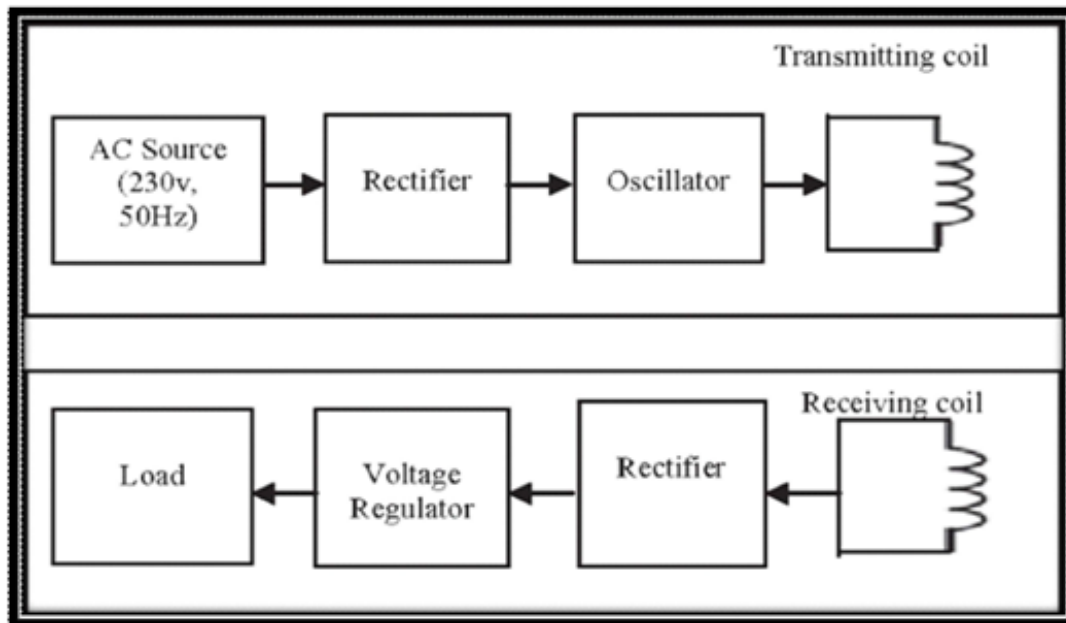 Transmitting coil
AC Source
(230v,
50Hz)
Rectifier
Oscillator
Receiving coil
Load
Voltage
Regulator
Rectifier